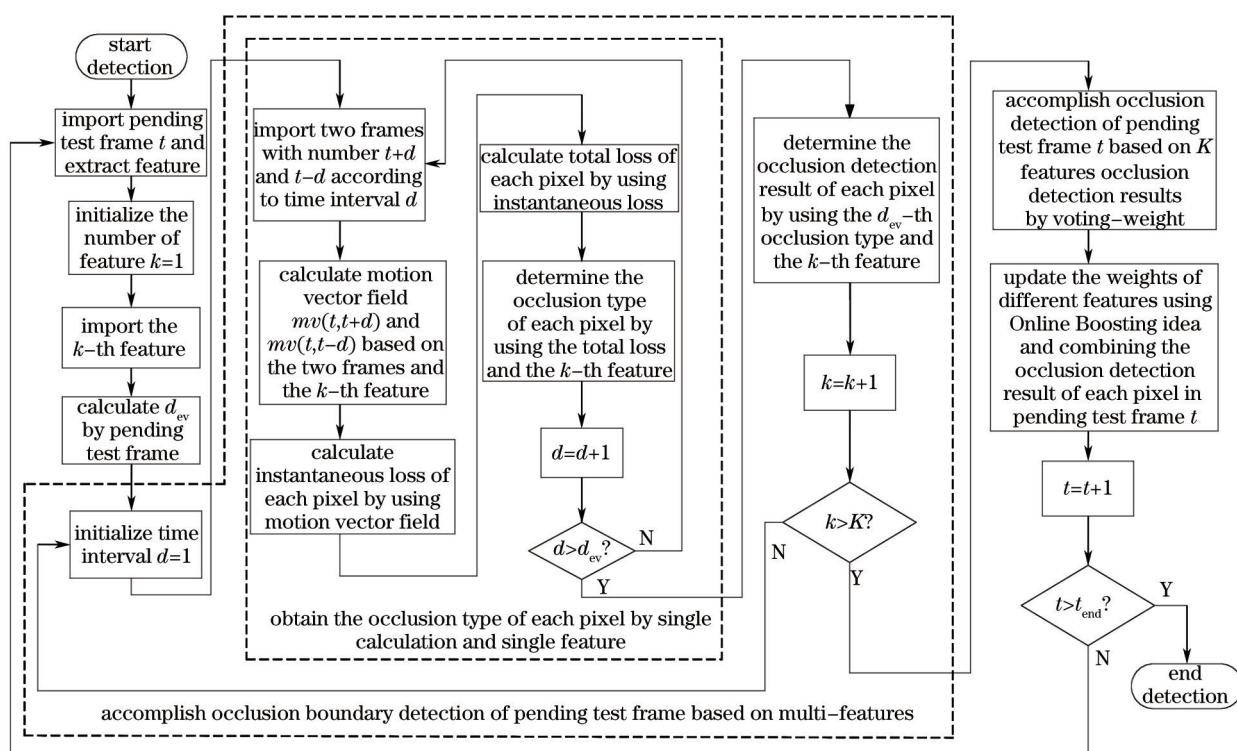 start
detection
import pending
test frame t and
extract feature
initialize the
number of
feature k=1
import the
k-th feature
calculate dev
by pending
test frame
initialize time
interval d=1
import two frames
with number t+d
and t-d according
to time interval d
calculate motion
vector field
mv(t,t+d) and
mv(t,t-d) based on
the two frames and
the k-th feature
calculate
instantaneous loss of
each pixel by using
motion vector field
calculate total loss of
each pixel by using
instantaneous loss
determine the
occlusion type
of each pixel by
using the total loss
and the k-th feature
d=d+1
d>dev?
N
Y
obtain the occlusion type of each pixel by single
calculation and single feature
determine the
occlusion detection
result of each pixel
by using the dev-th
occlusion type and
the k-th feature
k=k+1
k>K?
N
Y
accomplish occlusion boundary detection of pending test frame based on multi-features
accomplish occlusion
detection of pending
test frame t based on K
features occlusion
detection results
by voting-weight
update the weights of
different features using
Online Boosting idea
and combining the
occlusion detection
result of each pixel in
pending test frame t
t=t+1
t>tend?
Y
N
end
detection